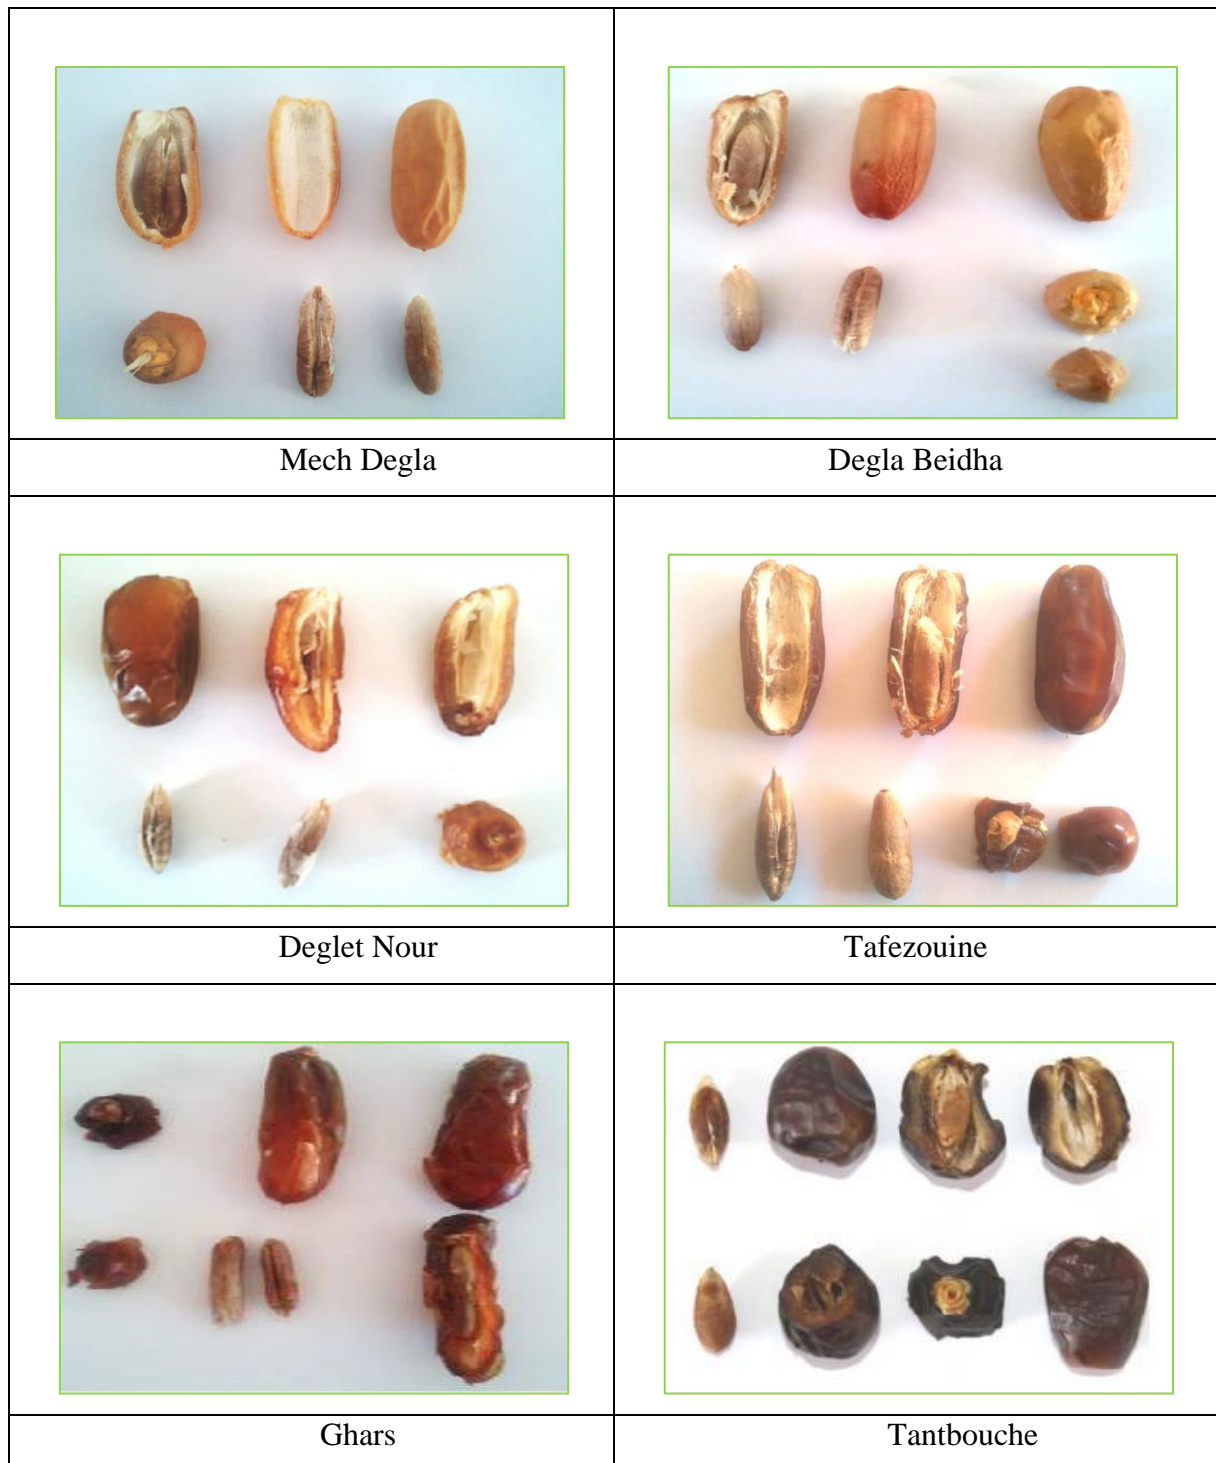 Mech Degla
Degla Beidha
Deglet Nour
Tafezouine
Ghars
Tantbouche